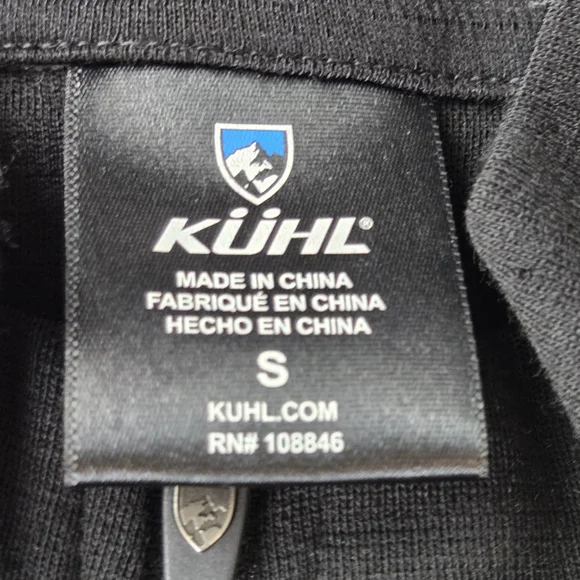 KÜHL®
MADE IN CHINA
FABRIQUÉ EN CHINA
HECHO EN CHINA
S
KUHL.COM
RN# 108846